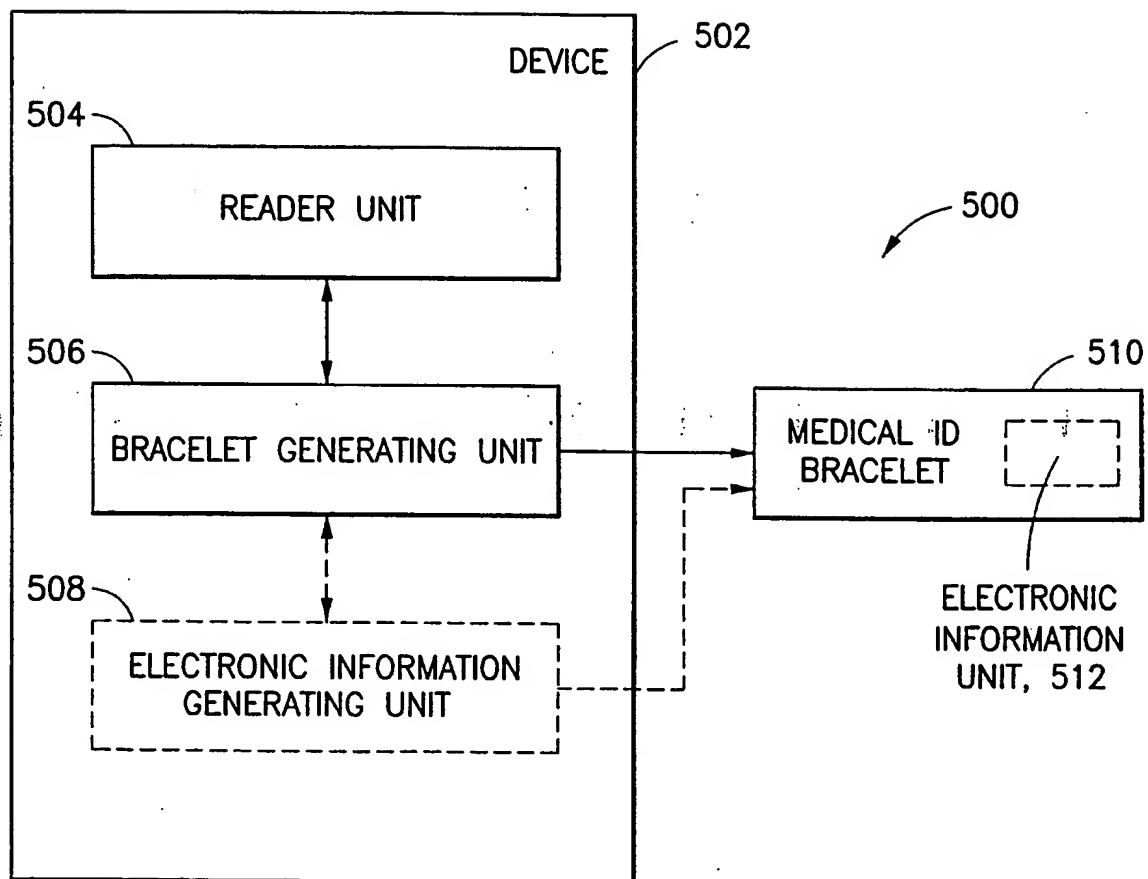 502
DEVICE
504
READER UNIT
500
506
510
BRACELET GENERATING UNIT
MEDICAL ID
BRACELET
508
ELECTRONIC INFORMATION
GENERATING UNIT
ELECTRONIC
INFORMATION
UNIT, 512